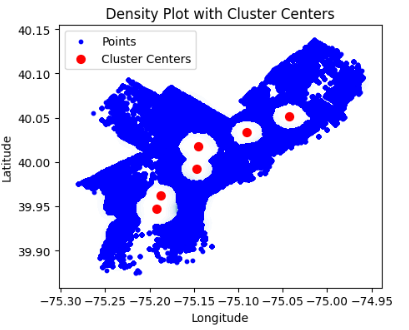 Density Plot with Cluster Centers
Points
Cluster Centers
Latitude
40.15
40.10
40.05
40.00
39.95
39.90
−75.30 −75.25 −75.20 −75.15 −75.10 −75.05 −75.00 −74.95
Longitude